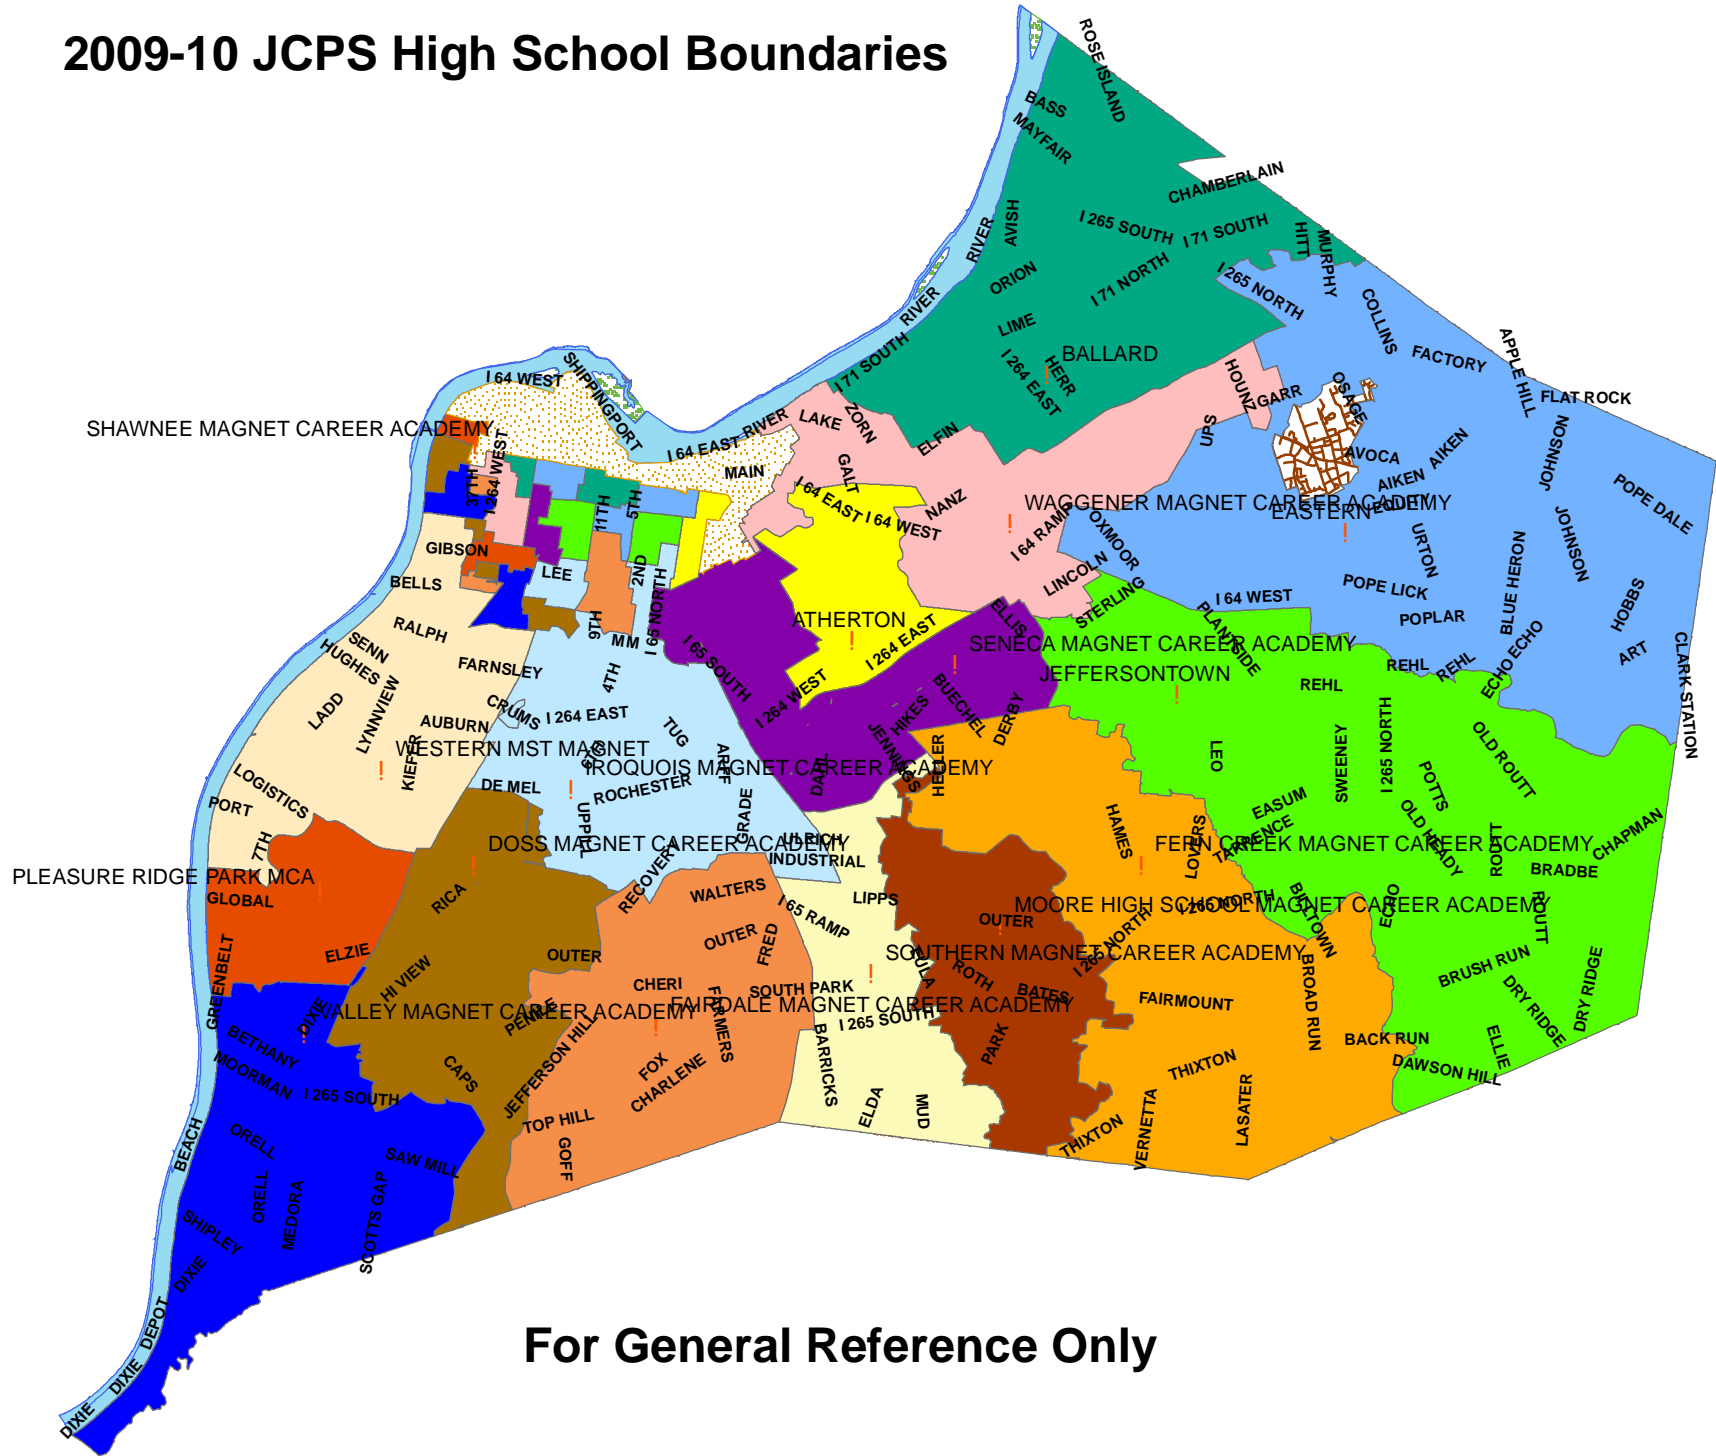 2009-10 JCPS High School Boundaries
ROSE ISLAND
BASS
MAYFAIR
CHAMBERLAIN
AVISH
I 265 SOUTH
I 71 SOUTH
HITT
MURPHY
RIVER
ORION
I 71 NORTH
I 265 NORTH
COLLINS
RIVER
LIME
I 71 SOUTH
I 264 EAST
HERR
BALLARD
FACTORY
APPLE HILL
FLAT ROCK
SHIPPINGPORT
I 64 WEST
HOUNZ
GARR
OSAGE
SHAWNEE MAGNET CAREER ACADEMY
LAKE
ZORN
RIVER
I 64 EAST
ELFIN
UPS
MAIN
GALT
37TH
I 264 WEST
AVOCA
AIKEN
AIKEN
JOHNSON
POPE DALE
I 64 EAST
I 64 WEST
NANZ
WAGGENER MAGNET CAREER ACADEMY
EASTERN
EQUITY
11TH
5TH
I 64 RAMP
OXMOOR
URTON
JOHNSON
GIBSON
BELLS
LEE
2ND
I 65 NORTH
LINCOLN
STERLING
I 64 WEST
POPE LICK
POPLAR
BLUE HERON
HOBBS
RALPH
9TH
MM
ATHERTON
ELLIS
I 264 EAST
PLANTSIDE
SENN
HUGHES
FARNSLEY
4TH
I 65 SOUTH
SENECA MAGNET CAREER ACADEMY
JEFFERSONTOWN
REHL
REHL
REHL
ECHO
ECHO
ART
CLARK STATION
LADD
LYNNVIEW
AUBURN
CRUMS
I 264 EAST
TUG
I 264 WEST
HIKES
BUECHEL
DERBY
JENNINGS
WESTERN MST MAGNET
KIEFER
6TH
IROQUOIS MAGNET CAREER ACADEMY
ARFF
DAHL
HELLER
LEO
SWEENEY
I 265 NORTH
OLD ROUTT
POTTS
LOGISTICS
PORT
DE MEL
ROCHESTER
UPPILL
GRADE
ULRICH
INDUSTRIAL
HAMES
LOVERS
EASUM
TARRENCE
OLD HEADY
ROUTT
CHAPMAN
7TH
DOSS MAGNET CAREER ACADEMY
FERN CREEK MAGNET CAREER ACADEMY
BRADBE
PLEASURE RIDGE PARK MCA
GLOBAL
RICA
RECOVERY
WALTERS
LIPPS
I 65 RAMP
MOORE HIGH SCHOOL MAGNET CAREER ACADEMY
OUTER
I 265 NORTH
I 265 NORTH
BILLTOWN
ECHO
ROUTT
GREENBELT
ELZIE
HI VIEW
OUTER
OUTER
FRED
SOUTHERN MAGNET CAREER ACADEMY
EULA
ROTH
BATES
BRUSH RUN
DRY RIDGE
DRY RIDGE
CHERI
SOUTH PARK
FARMERS
DIXIE
VALLEY MAGNET CAREER ACADEMY
PENILE
FAIRDALE MAGNET CAREER ACADEMY
I 265 SOUTH
FAIRMOUNT
BROAD RUN
BACK RUN
DAWSON HILL
ELLIE
BETHANY
MOORMAN
I 265 SOUTH
CAPS
JEFFERSON HILL
FOX
CHARLENE
BARRICKS
PARK
THIXTON
TOP HILL
GOFF
ELDA
MUD
THIXTON
VERNETTA
LASATER
BEACH
ORELL
ORELL
SAW MILL
MEDORA
SCOTTS GAP
SHIPLEY
DIXIE
DEPOT
DIXIE
DIXIE
For General Reference Only